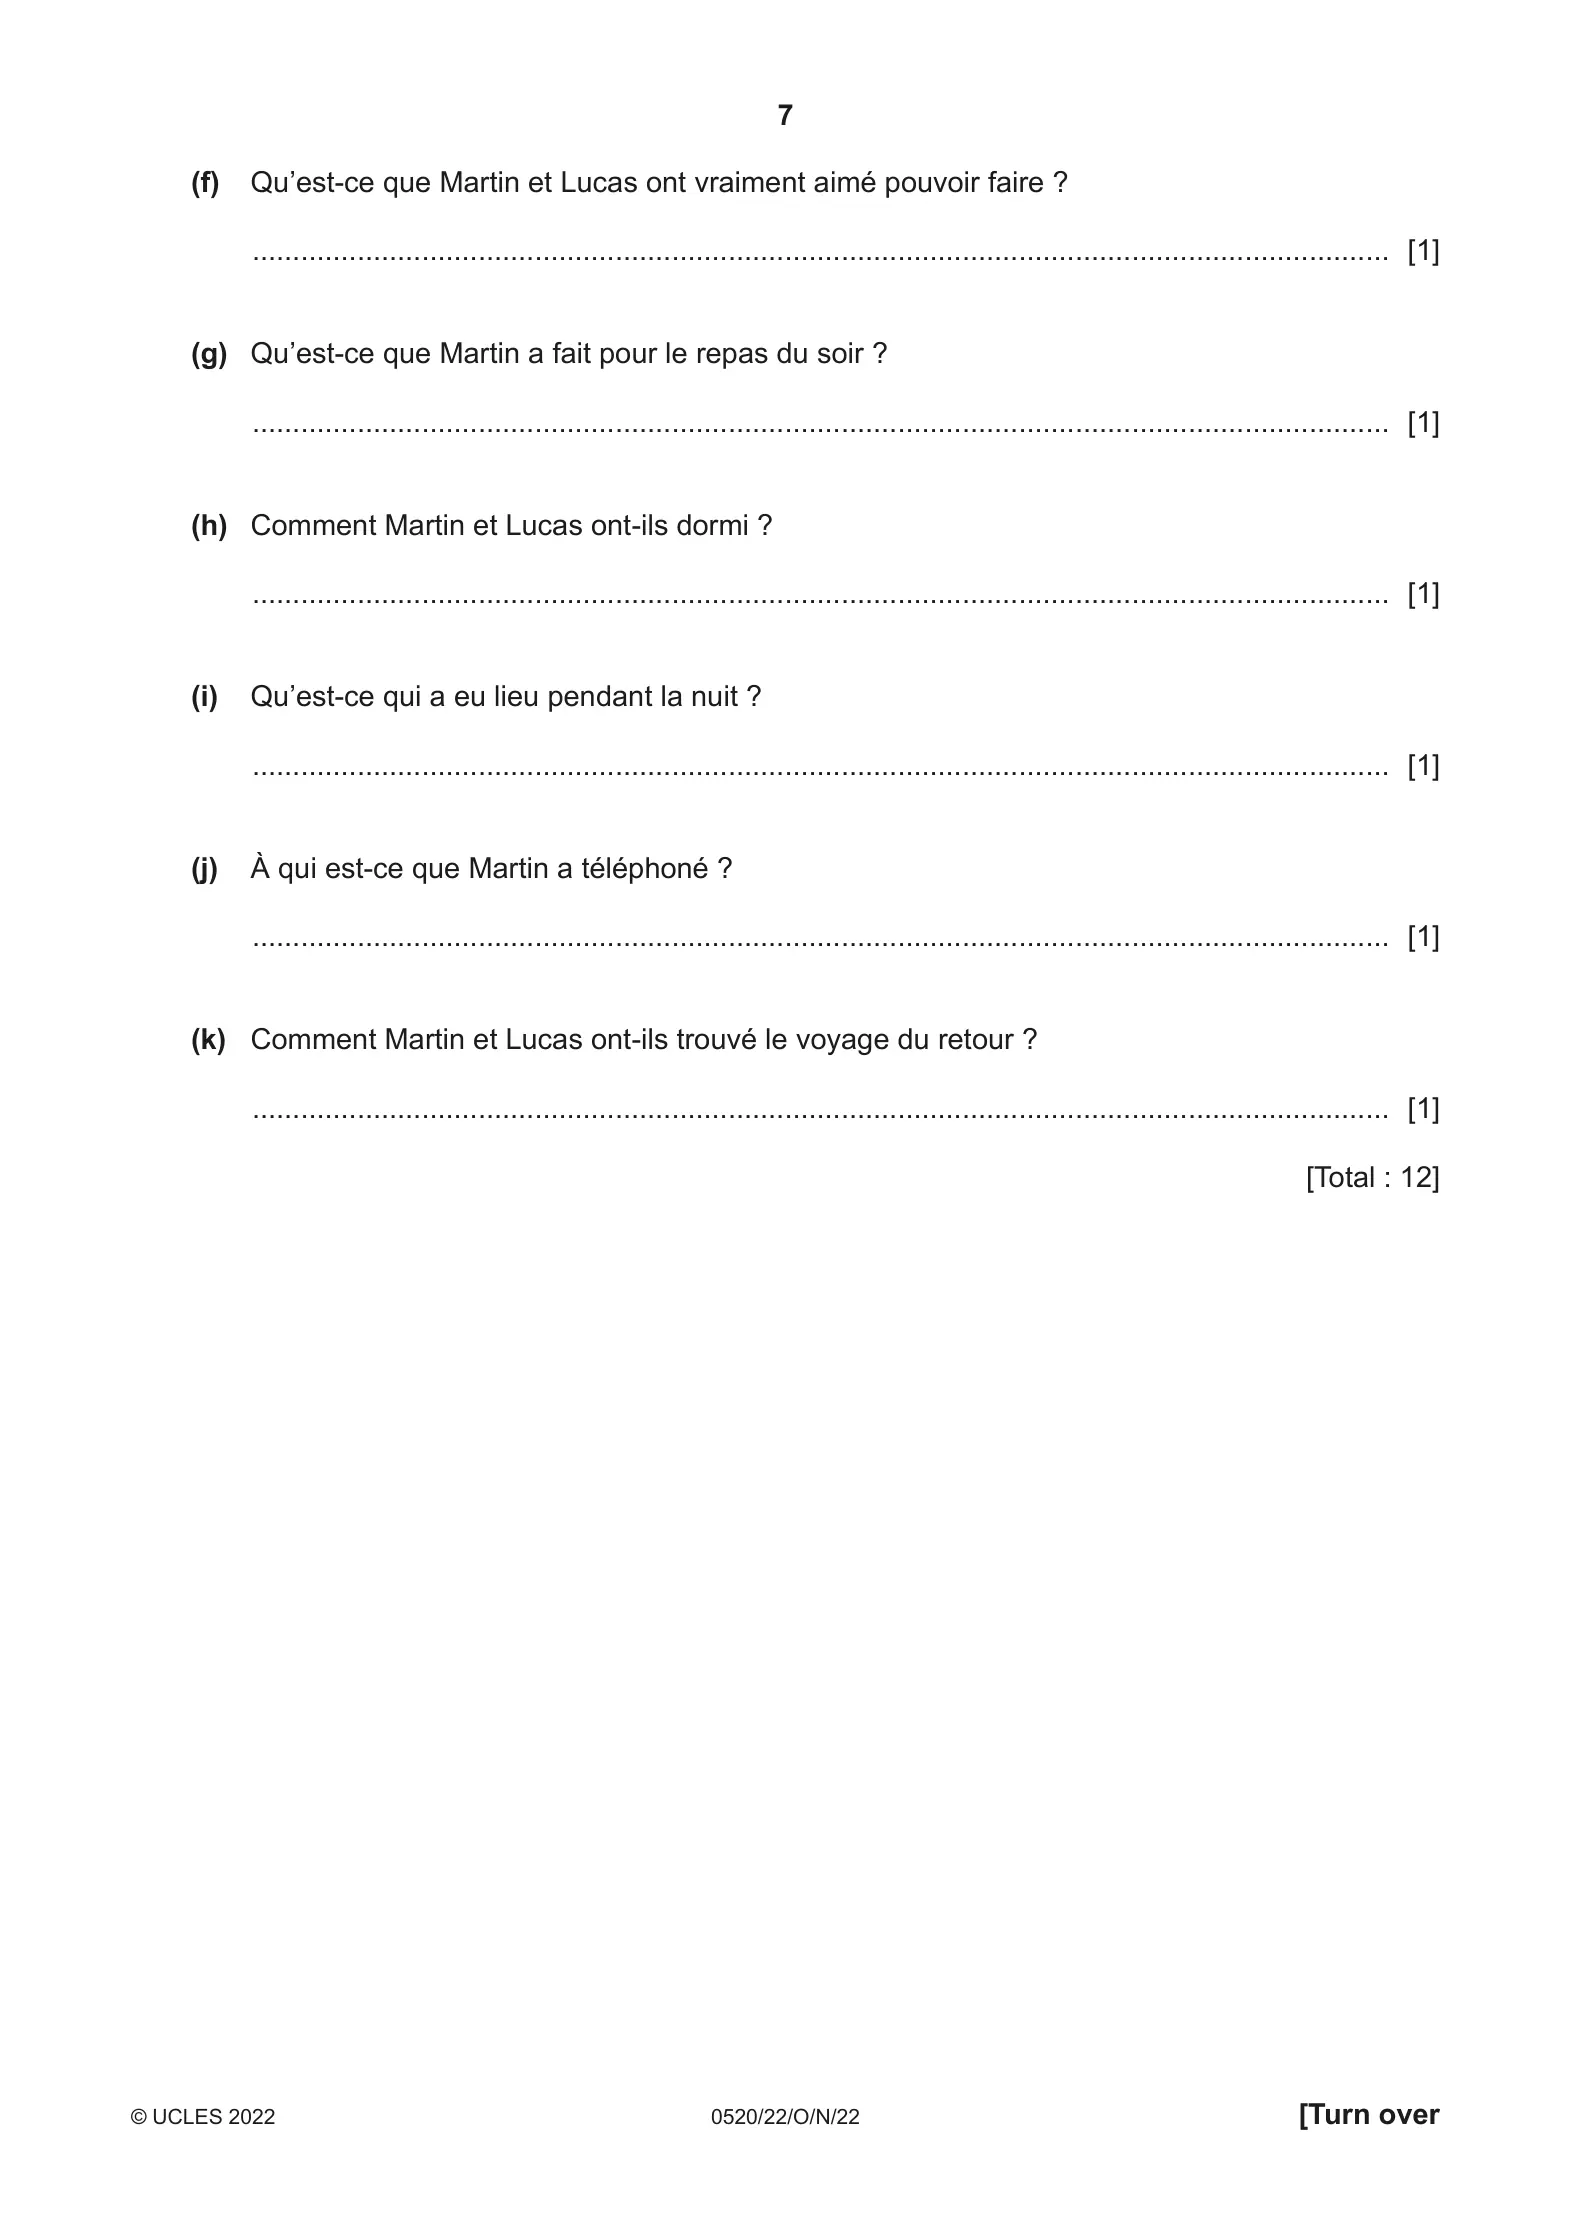 7
(f) Qu’est-ce que Martin et Lucas ont vraiment aimé pouvoir faire ?
.......................................................................................................................................... [1]
(g) Qu’est-ce que Martin a fait pour le repas du soir ?
.......................................................................................................................................... [1]
(h) Comment Martin et Lucas ont-ils dormi ?
.......................................................................................................................................... [1]
(i) Qu’est-ce qui a eu lieu pendant la nuit ?
.......................................................................................................................................... [1]
(j) À qui est-ce que Martin a téléphoné ?
.......................................................................................................................................... [1]
(k) Comment Martin et Lucas ont-ils trouvé le voyage du retour ?
.......................................................................................................................................... [1]
[Total : 12]
© UCLES 2022 0520/22/O/N/22 [Turn over